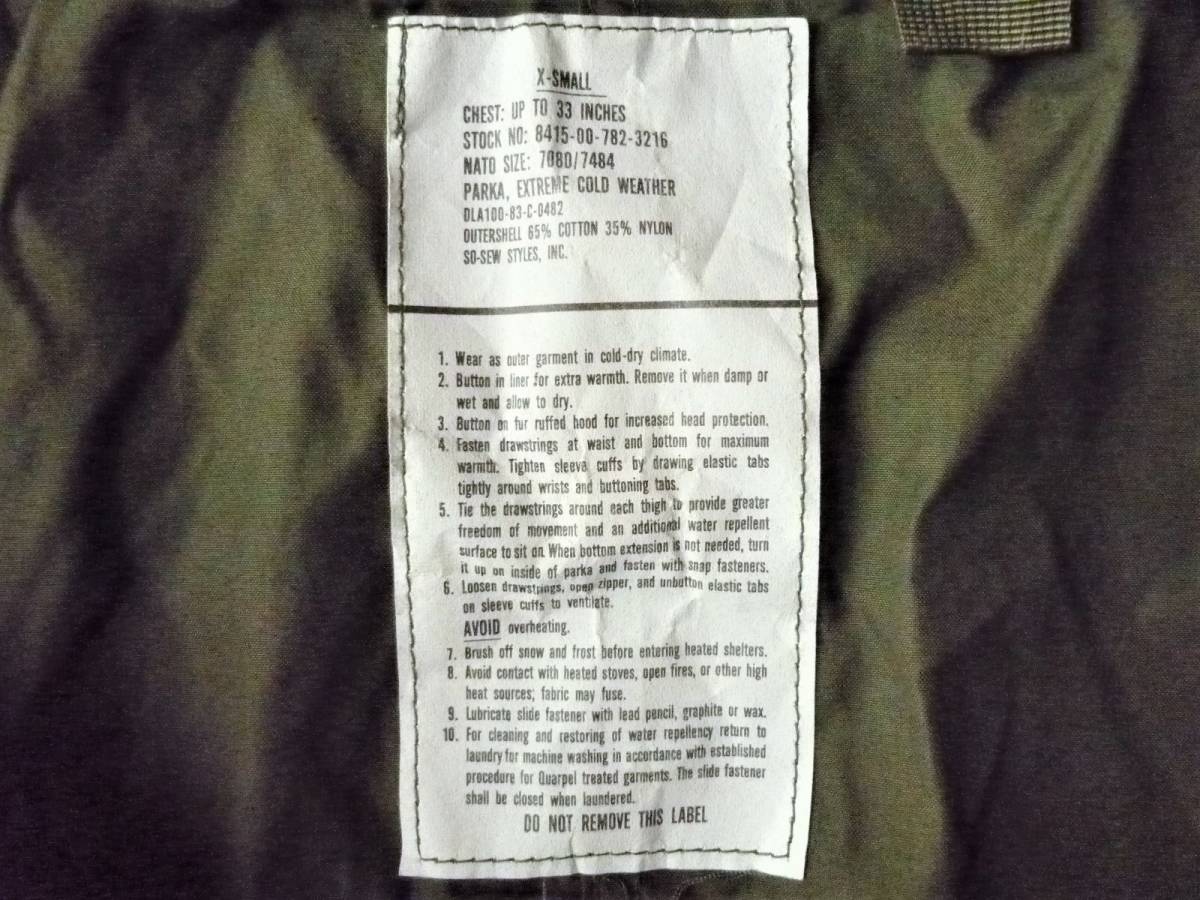 X-SMALL
CHEST: UP TO 33 INCHES
STOCK NO: 8415-00-782-3216
NATO SIZE: 7080/7484
PARKA, EXTREME COLD WEATHER
DLA100-83-C-0482
OUTERSHELL 65% COTTON 35% NYLON
SO-SEW STYLES, INC.
1. Wear as outer garment in cold-dry climate.
2. Button in liner for extra warmth. Remove it when damp or
wet and allow to dry.
3. Button on fur ruffed hood for increased head protection.
4. Fasten drawstrings at waist and bottom for maximum
warmth. Tighten sleeve cuffs by drawing elastic tabs
tightly around wrists and buttoning tabs.
5. Tie the drawstrings around each thigh to provide greater
freedom of movement and an additional water repellent
surface to sit on. When bottom extension is not needed, turn
it up on inside of parka and fasten with snap fasteners.
6. Loosen drawstrings, open zipper, and unbutton elastic tabs
on sleeve cuffs to ventilate.
AVOID overheating.
7. Brush off snow and frost before entering heated shelters.
8. Avoid contact with heated stoves, open fires, or other high
heat sources; fabric may fuse.
9. Lubricate slide fastener with lead pencil, graphite or wax.
10. For cleaning and restoring of water repellency return to
laundry for machine washing in accordance with established
procedure for Quarpel treated garments. The slide fastener
shall be closed when laundered.
DO NOT REMOVE THIS LABEL